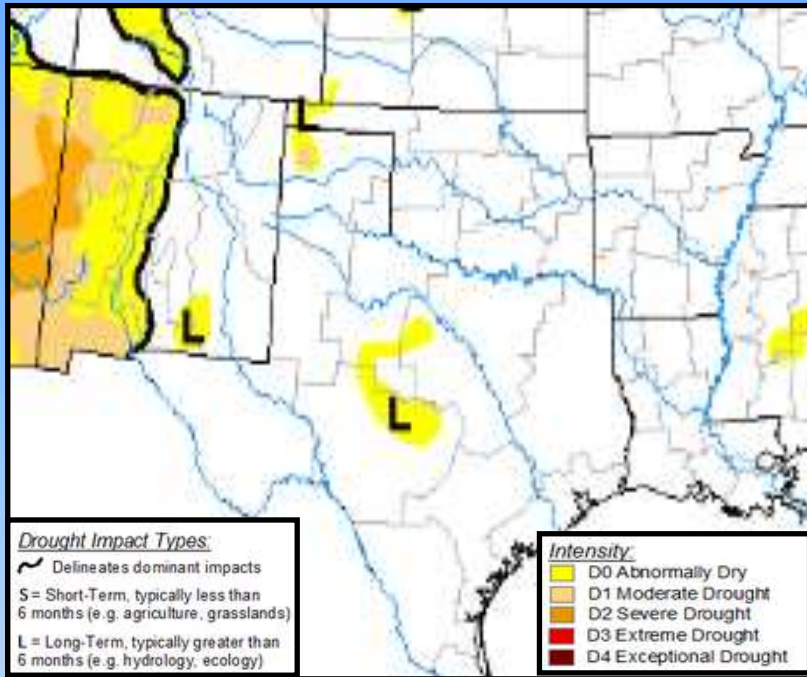 L
L
L
Drought Impact Types:
Delineates dominant impacts
S = Short-Term, typically less than
6 months (e.g. agriculture, grasslands)
L = Long-Term, typically greater than
6 months (e.g. hydrology, ecology)
Intensity:
D0 Abnormally Dry
D1 Moderate Drought
D2 Severe Drought
D3 Extreme Drought
D4 Exceptional Drought